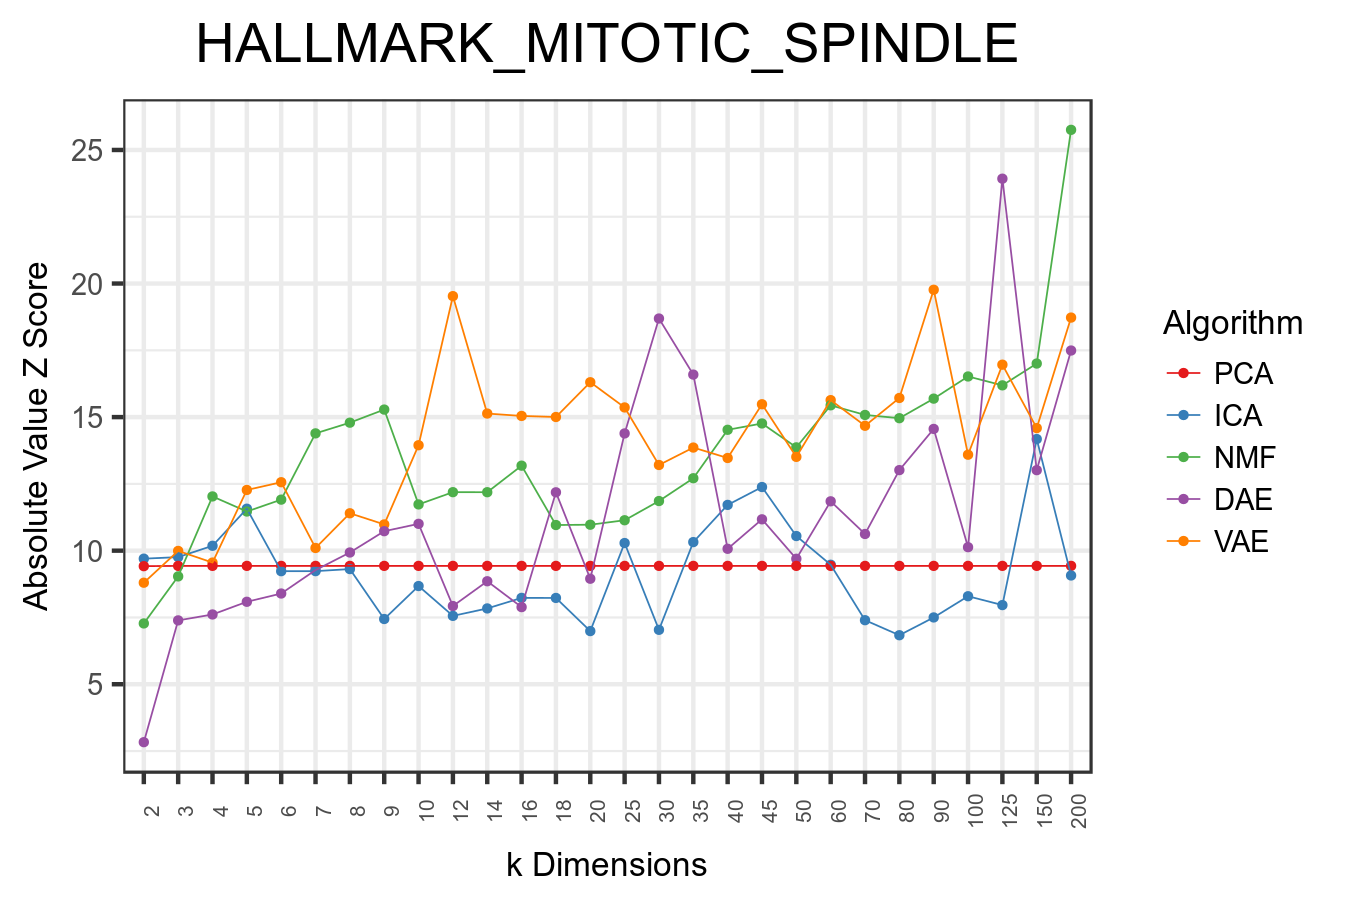 HALLMARK_MITOTIC_SPINDLE
Absolute Value Z Score
25
20
15
10
5
2 3 4 5 6 7 8 9 10 12 14 16 18 20 25 30 35 40 45 50 60 70 80 90 100 125 150 200
k Dimensions
Algorithm
PCA
ICA
NMF
DAE
VAE